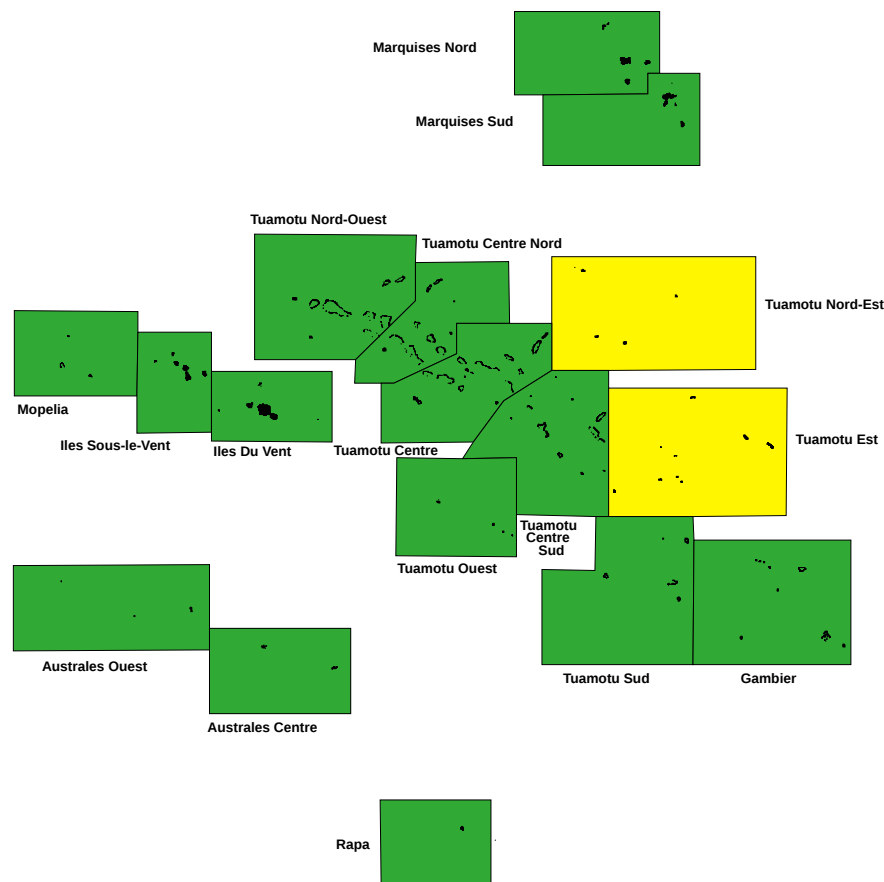 Marquises Nord
Marquises Sud
Tuamotu Nord-Ouest
Tuamotu Centre Nord
Tuamotu Nord-Est
Mopelia
Iles Sous-le-Vent
Iles Du Vent
Tuamotu Centre
Tuamotu Est
Tuamotu
Centre
Sud
Tuamotu Ouest
Australes Ouest
Tuamotu Sud
Gambier
Australes Centre
Rapa